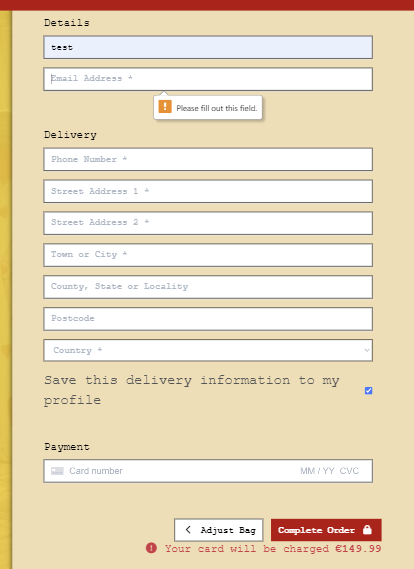 Details
test
Email Address *
! Please fill out this field.
Delivery
Phone Number *
Street Address 1 *
Street Address 2 *
Town or City *
County, State or Locality
Postcode
Country *
Save this delivery information to my
profile
Payment
Card number MM / YY CVC
Adjust Bag Complete Order
! Your card will be charged €149.99